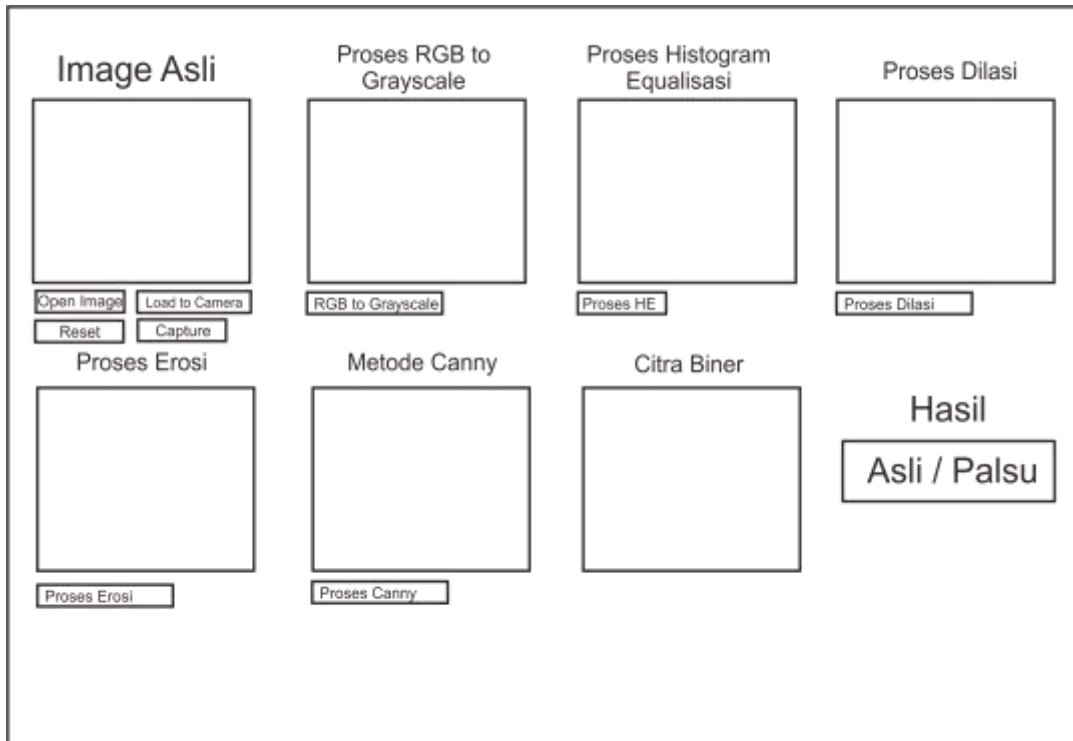 Image Asli
Proses RGB to
Grayscale
Proses Histogram
Equalisasi
Proses Dilasi
Open Image
Load to Camera
Reset
Capture
RGB to Grayscale
Proses HE
Proses Dilasi
Proses Erosi
Metode Canny
Citra Biner
Hasil
Asli / Palsu
Proses Erosi
Proses Canny